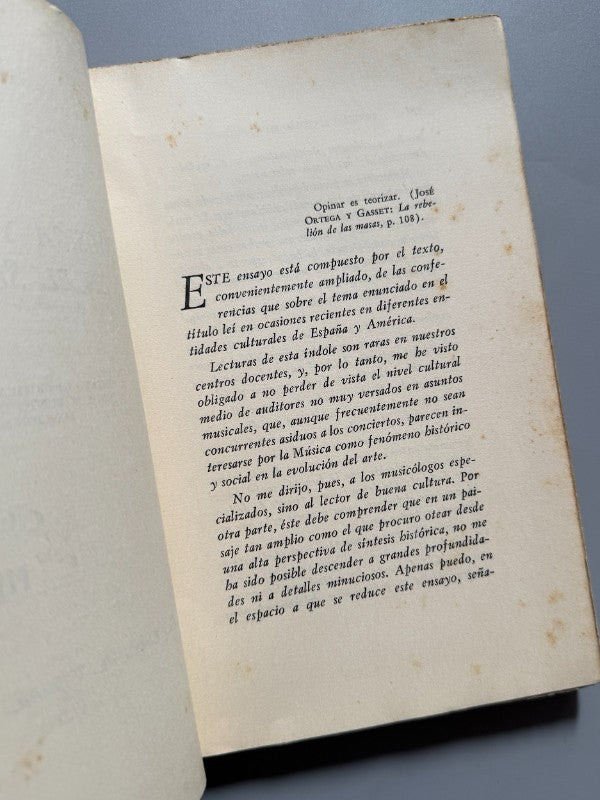 Opinar es teorizar. (José
Ortega y Gasset: La rebe-
lión de las masas, p. 108).
ESTE ensayo está compuesto por el texto,
convenientemente ampliado, de las confe-
rencias que sobre el tema enunciado en el
título leí en ocasiones recientes en diferentes en-
tidades culturales de España y América.
Lecturas de esta índole son raras en nuestros
centros docentes, y, por lo tanto, me he visto
obligado a no perder de vista el nivel cultural
medio de auditores no muy versados en asuntos
musicales, que, aunque frecuentemente no sean
concurrentes asiduos a los conciertos, parecen in-
teresarse por la Música como fenómeno histórico
y social en la evolución del arte.
No me dirijo, pues, a los musicólogos espe-
cializados, sino al lector de buena cultura. Por
otra parte, éste debe comprender que en un pai-
saje tan amplio como el que procuro otear desde
una alta perspectiva de síntesis histórica, no me
ha sido posible descender a grandes profundida-
des ni a detalles minuciosos. Apenas puedo, en
el espacio a que se reduce este ensayo, seña-